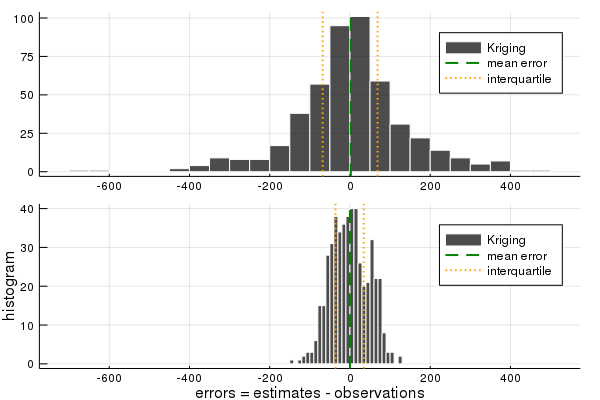 100
75
50
25
0
-600
-400
-200
0
200
400
Kriging
mean error
interquartile
40
30
20
10
0
histogram
-600
-400
-200
0
200
400
Kriging
mean error
interquartile
errors = estimates - observations